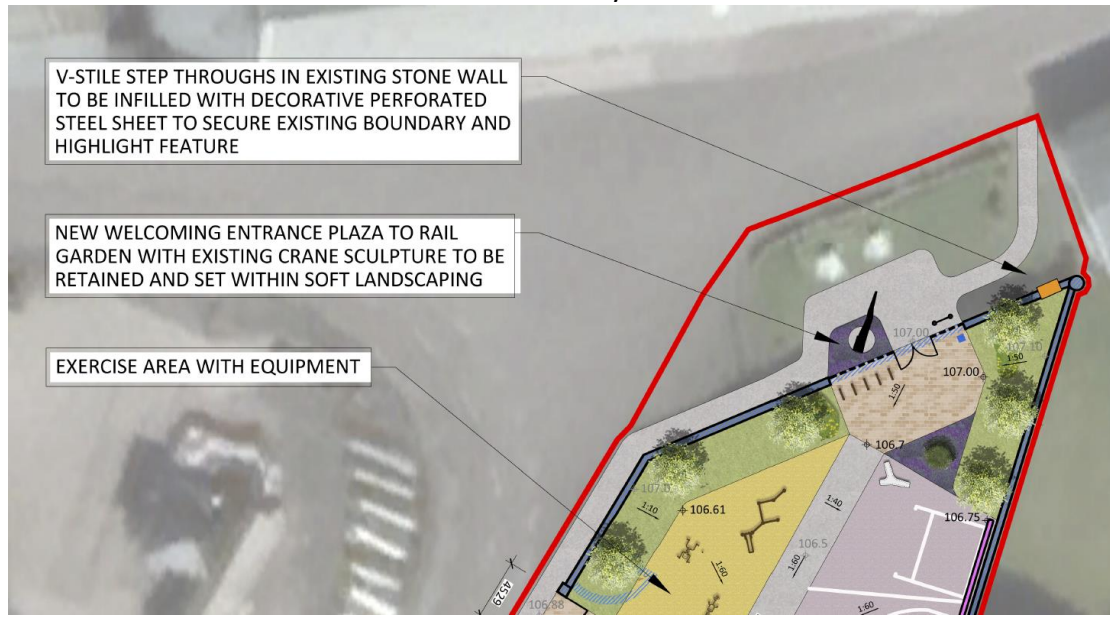 V-STILE STEP THROUGHS IN EXISTING STONE WALL
TO BE INFILLED WITH DECORATIVE PERFORATED
STEEL SHEET TO SECURE EXISTING BOUNDARY AND
HIGHLIGHT FEATURE
NEW WELCOMING ENTRANCE PLAZA TO RAIL
GARDEN WITH EXISTING CRANE SCULPTURE TO BE
RETAINED AND SET WITHIN SOFT LANDSCAPING
EXERCISE AREA WITH EQUIPMENT
107.00
107.10
1:50
107.00
1:50
106.7
107.0
1:10
106.61
1:40
106.75
106.5
1:60
1:60
4529
106.88
1:60